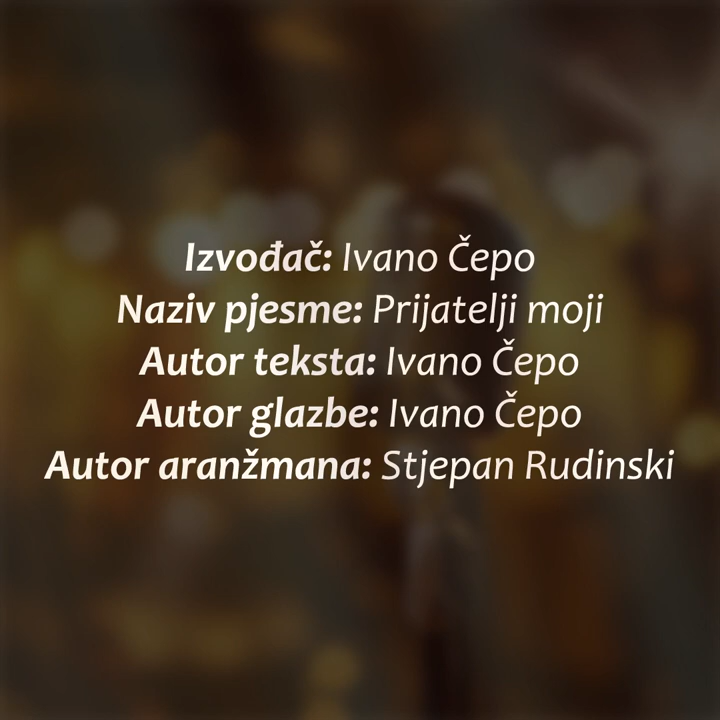 Izvođač: Ivano Čepo
Naziv pjesme: Prijatelji moji
Autor teksta: Ivano Čepo
Autor glazbe: Ivano Čepo
Autor aranžmana: Stjepan Rudinski